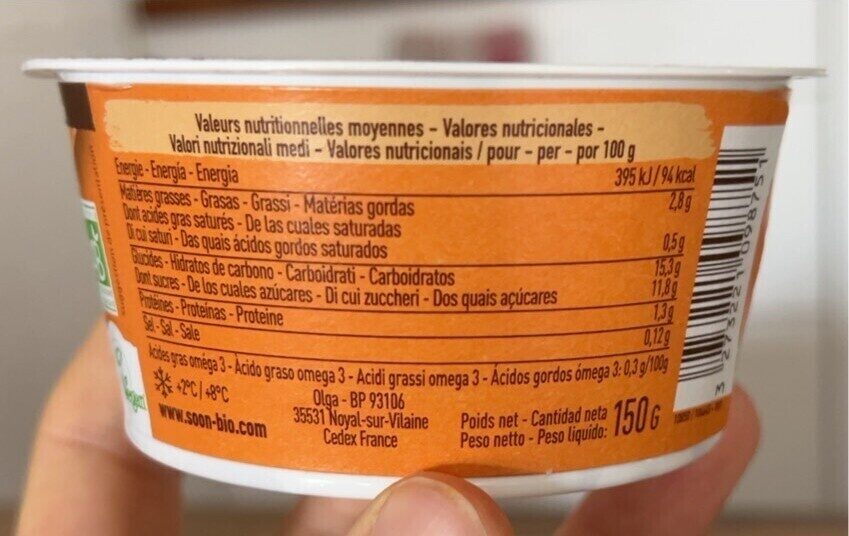 Valeurs nutritionnelles moyennes - Valores nutricionales -
Valori nutrizionali medi - Valores nutricionais / pour - per - por 100 g
Energie - Energía - Energia 395 kJ / 94 kcal
Matières grasses - Grasas - Grassi - Matérias gordas 2,8 g
Dont acides gras saturés - De las cuales saturadas
Di cui saturi - Das quais ácidos gordos saturados 0,5 g
Glucides - Hidratos de carbono - Carboidrati - Carboidratos 15,3 g
Dont sucres - De los cuales azúcares - Di cui zuccheri - Dos quais açúcares 11,8 g
Protéines - Proteínas - Proteine 1,3 g
Sel - Sal - Sale 0,12 g
Acides gras oméga 3 - Ácido graso omega 3 - Acidi grassi omega 3 - Ácidos gordos ómega 3: 0,3 g/100g
+2°C / +8°C
Olga - BP 93106
35531 Noyal-sur-Vilaine
Cedex France
www.soon-bio.com
Poids net - Cantidad neta
Peso netto - Peso líquido: 150 G
3 273221 098751